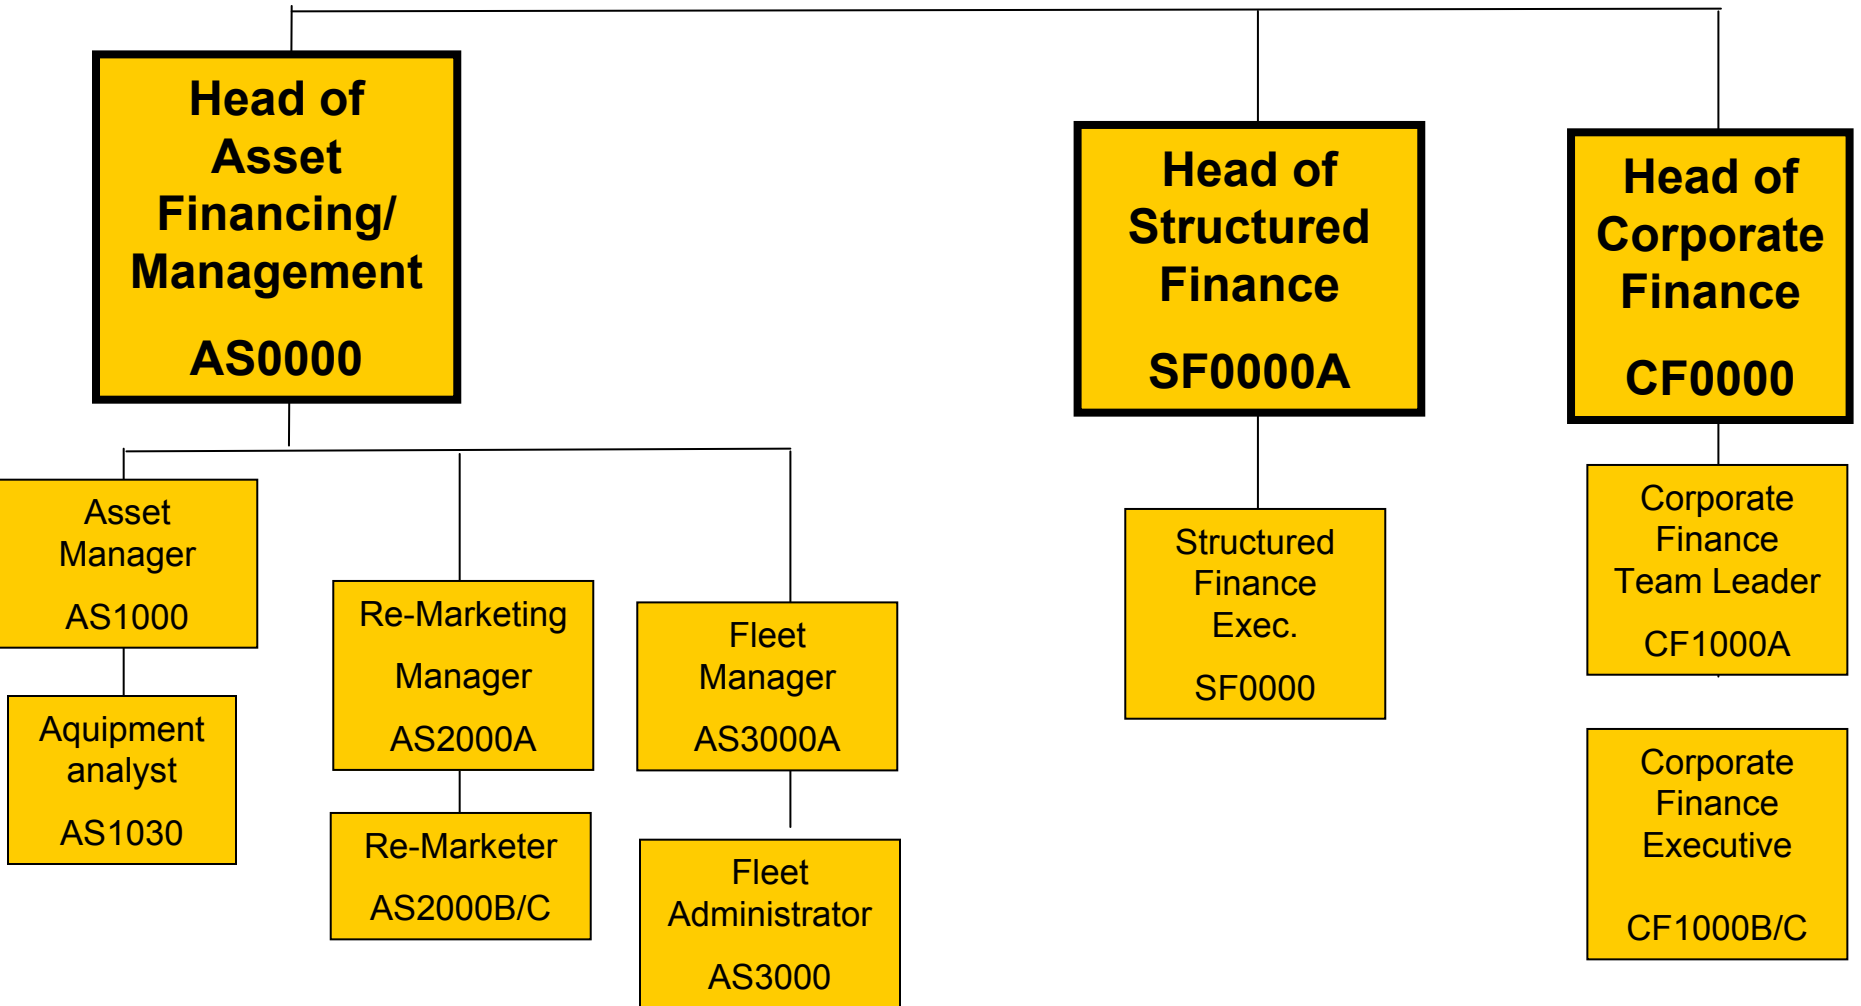 Head of
Asset
Financing/
Management
AS0000
Head of
Structured
Finance
SF0000A
Head of
Corporate
Finance
CF0000
Asset
Manager
AS1000
Aquipment
analyst
AS1030
Re-Marketing
Manager
AS2000A
Re-Marketer
AS2000B/C
Fleet
Manager
AS3000A
Fleet
Administrator
AS3000
Structured
Finance
Exec.
SF0000
Corporate
Finance
Team Leader
CF1000A
Corporate
Finance
Executive
CF1000B/C